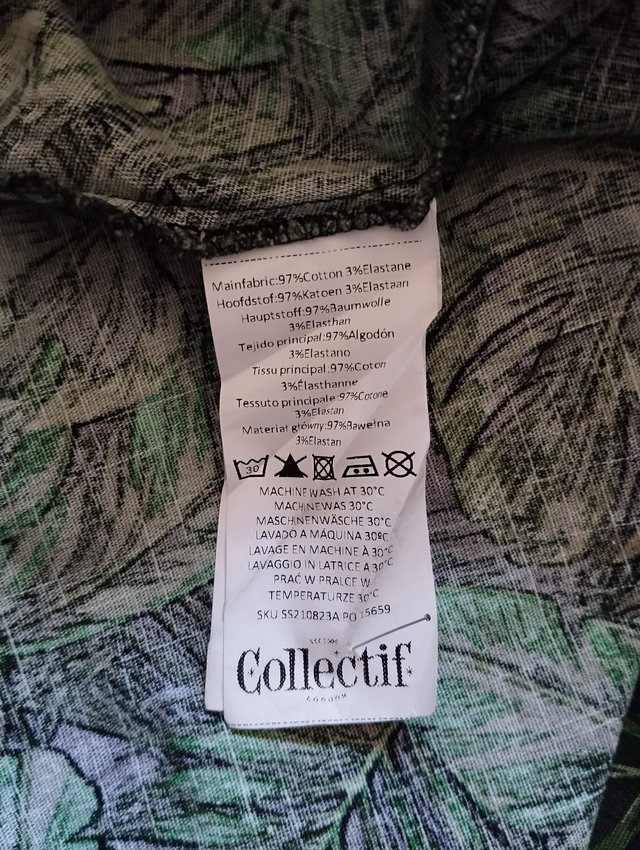 Mainfabric:97%Cotton 3%Elastane
Hoofdstof:97%Katoen 3%Elastaan
Hauptstoff:97%Baumwolle
3%Elasthan
Tejido principal:97%Algodón
3%Elastano
Tissu principal:97%Coton
3%Élasthanne
Tessuto principale:97%Cotone
3%Elastan
Materiał główny:97%Bawełna
3%Elastan
30
MACHINE WASH AT 30°C
MACHINEWAS 30°C
MASCHINENWÄSCHE 30°C
LAVADO A MÁQUINA 30ºC
LAVAGE EN MACHINE À 30°C
LAVAGGIO IN LATRICE A 30°C
PRAĆ W PRALCE W
TEMPERATURZE 30°C
SKU SS210823A PO 15659
Collectif
LONDON